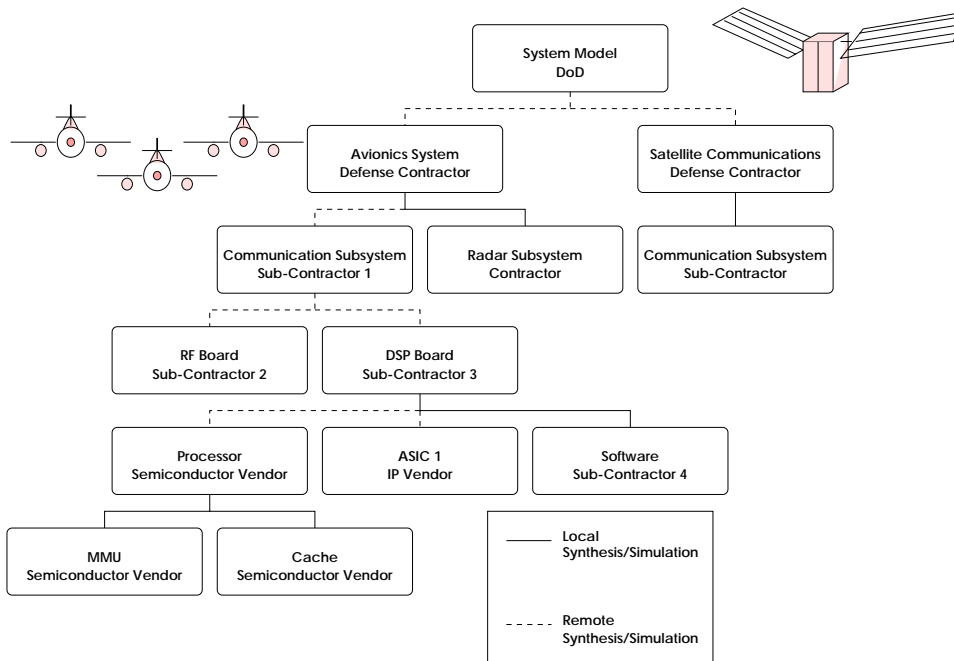 System Model
DoD
Avionics System
Defense Contractor
Satellite Communications
Defense Contractor
Communication Subsystem
Sub-Contractor 1
Radar Subsystem
Contractor
Communication Subsystem
Sub-Contractor
RF Board
Sub-Contractor 2
DSP Board
Sub-Contractor 3
Processor
Semiconductor Vendor
ASIC 1
IP Vendor
Software
Sub-Contractor 4
MMU
Semiconductor Vendor
Cache
Semiconductor Vendor
Local
Synthesis/Simulation
Remote
Synthesis/Simulation